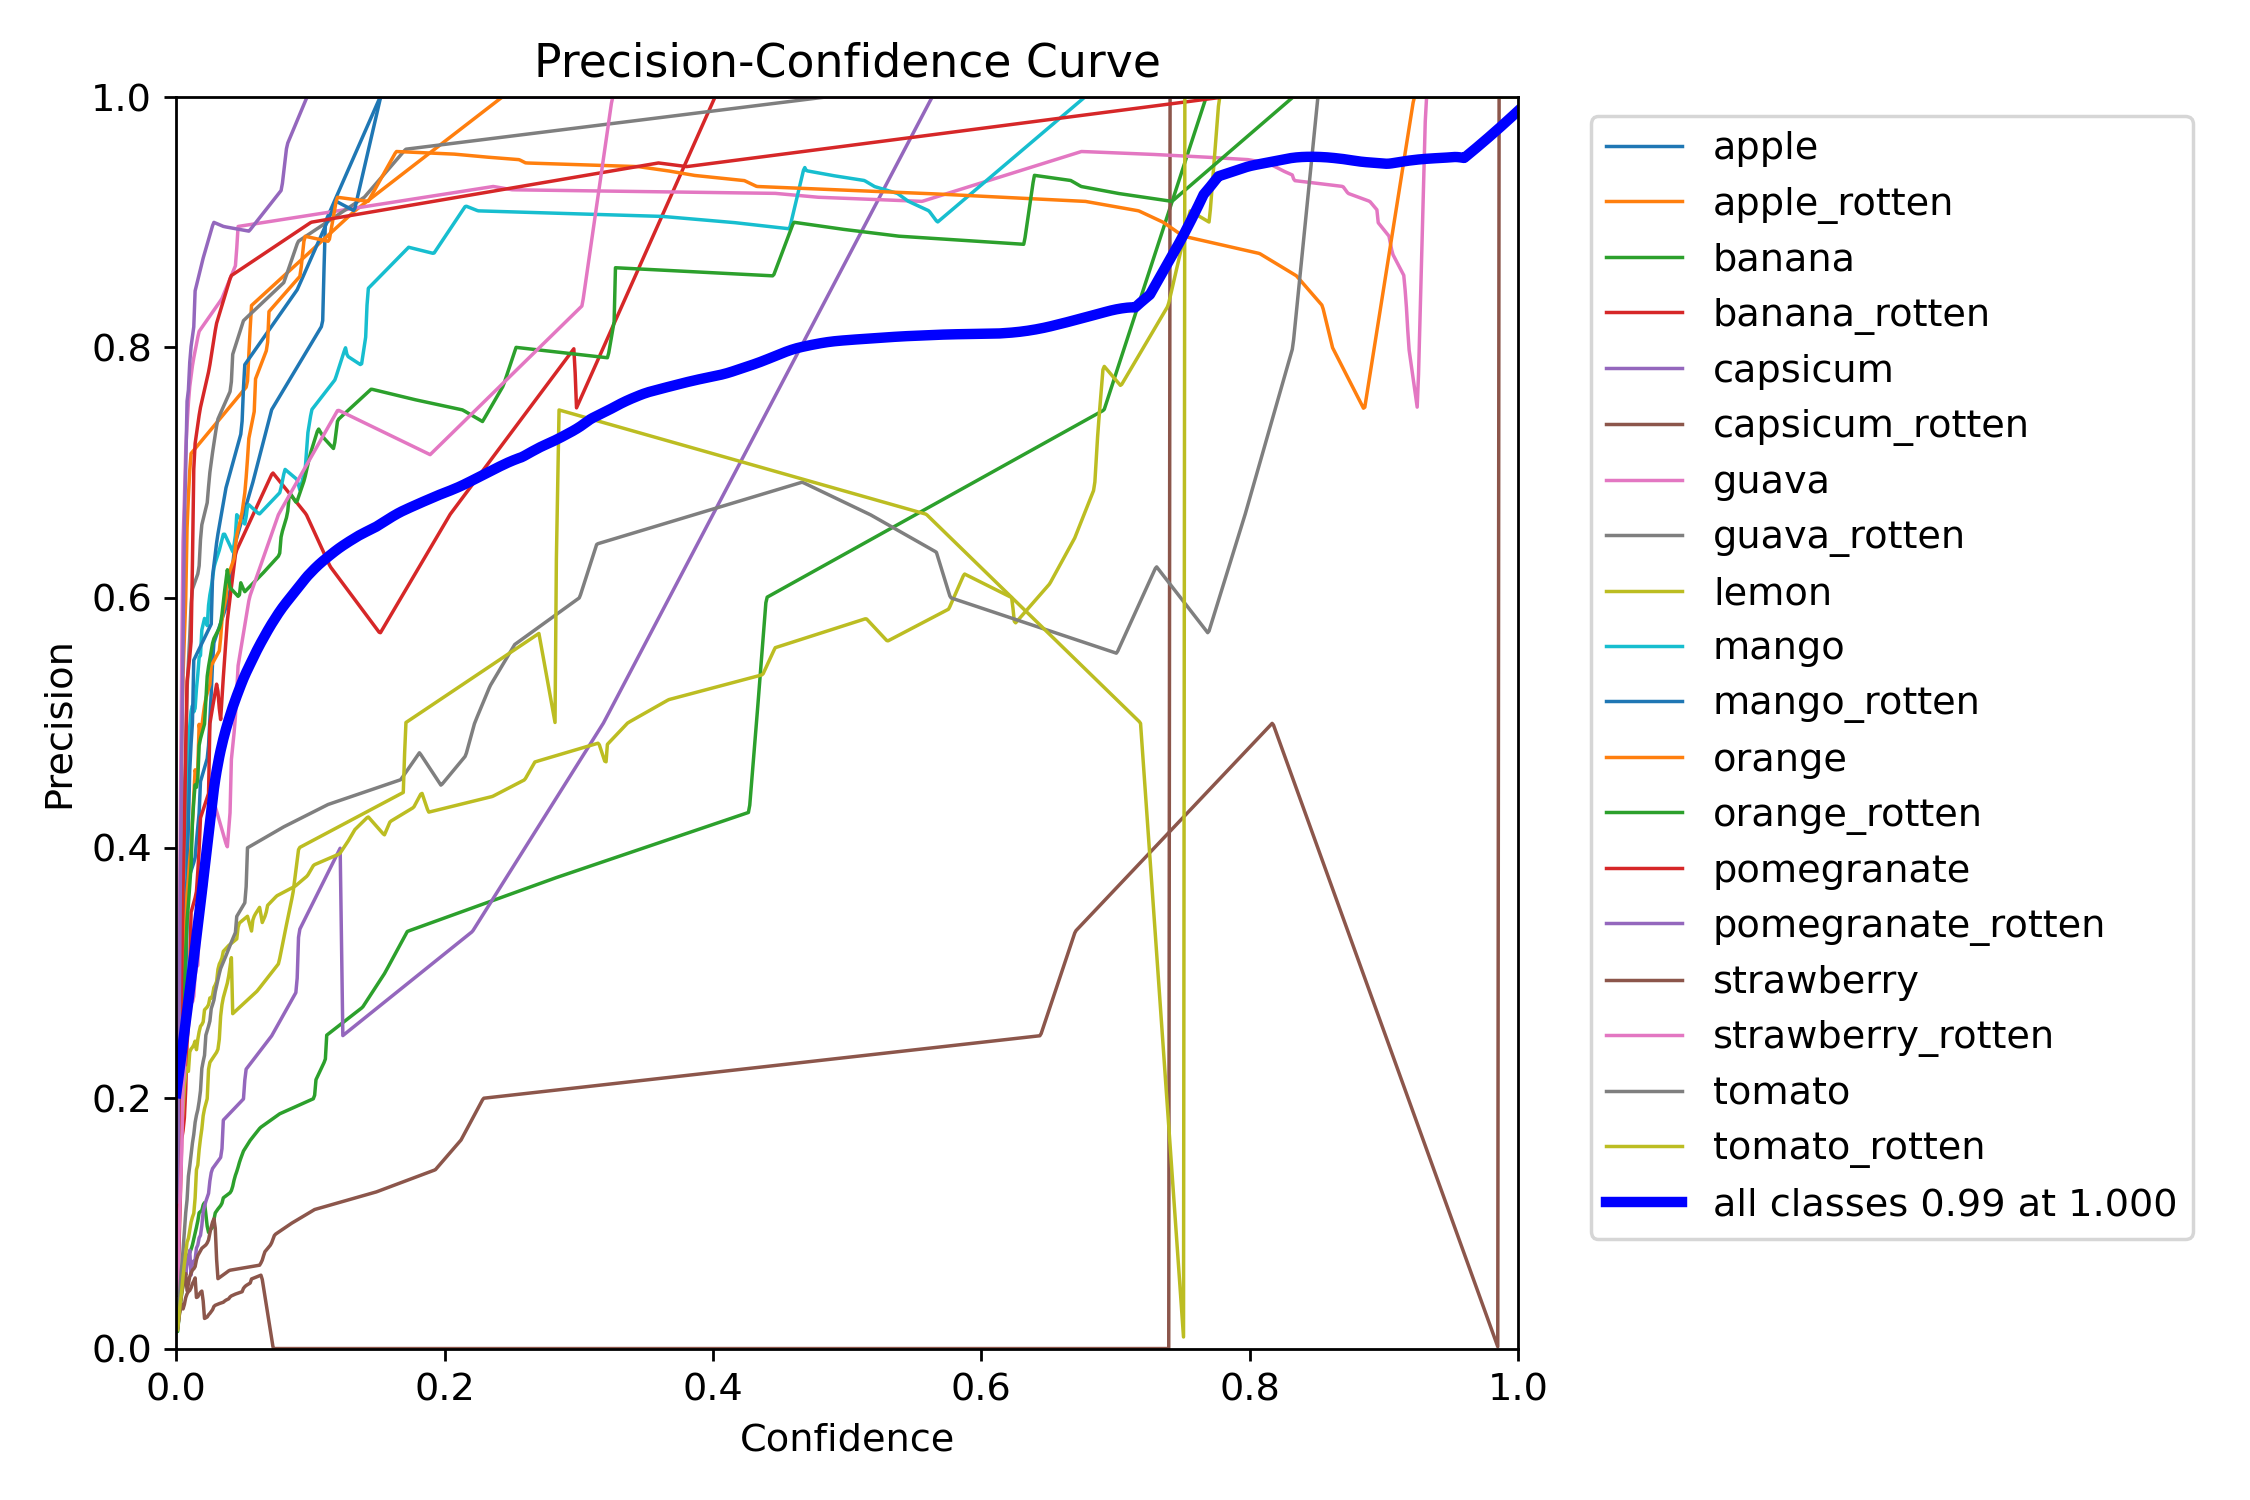 Precision-Confidence Curve
1.0
0.8
0.6
0.4
0.2
0.0
Precision
0.0 0.2 0.4 0.6 0.8 1.0
Confidence
apple
apple_rotten
banana
banana_rotten
capsicum
capsicum_rotten
guava
guava_rotten
lemon
mango
mango_rotten
orange
orange_rotten
pomegranate
pomegranate_rotten
strawberry
strawberry_rotten
tomato
tomato_rotten
all classes 0.99 at 1.000